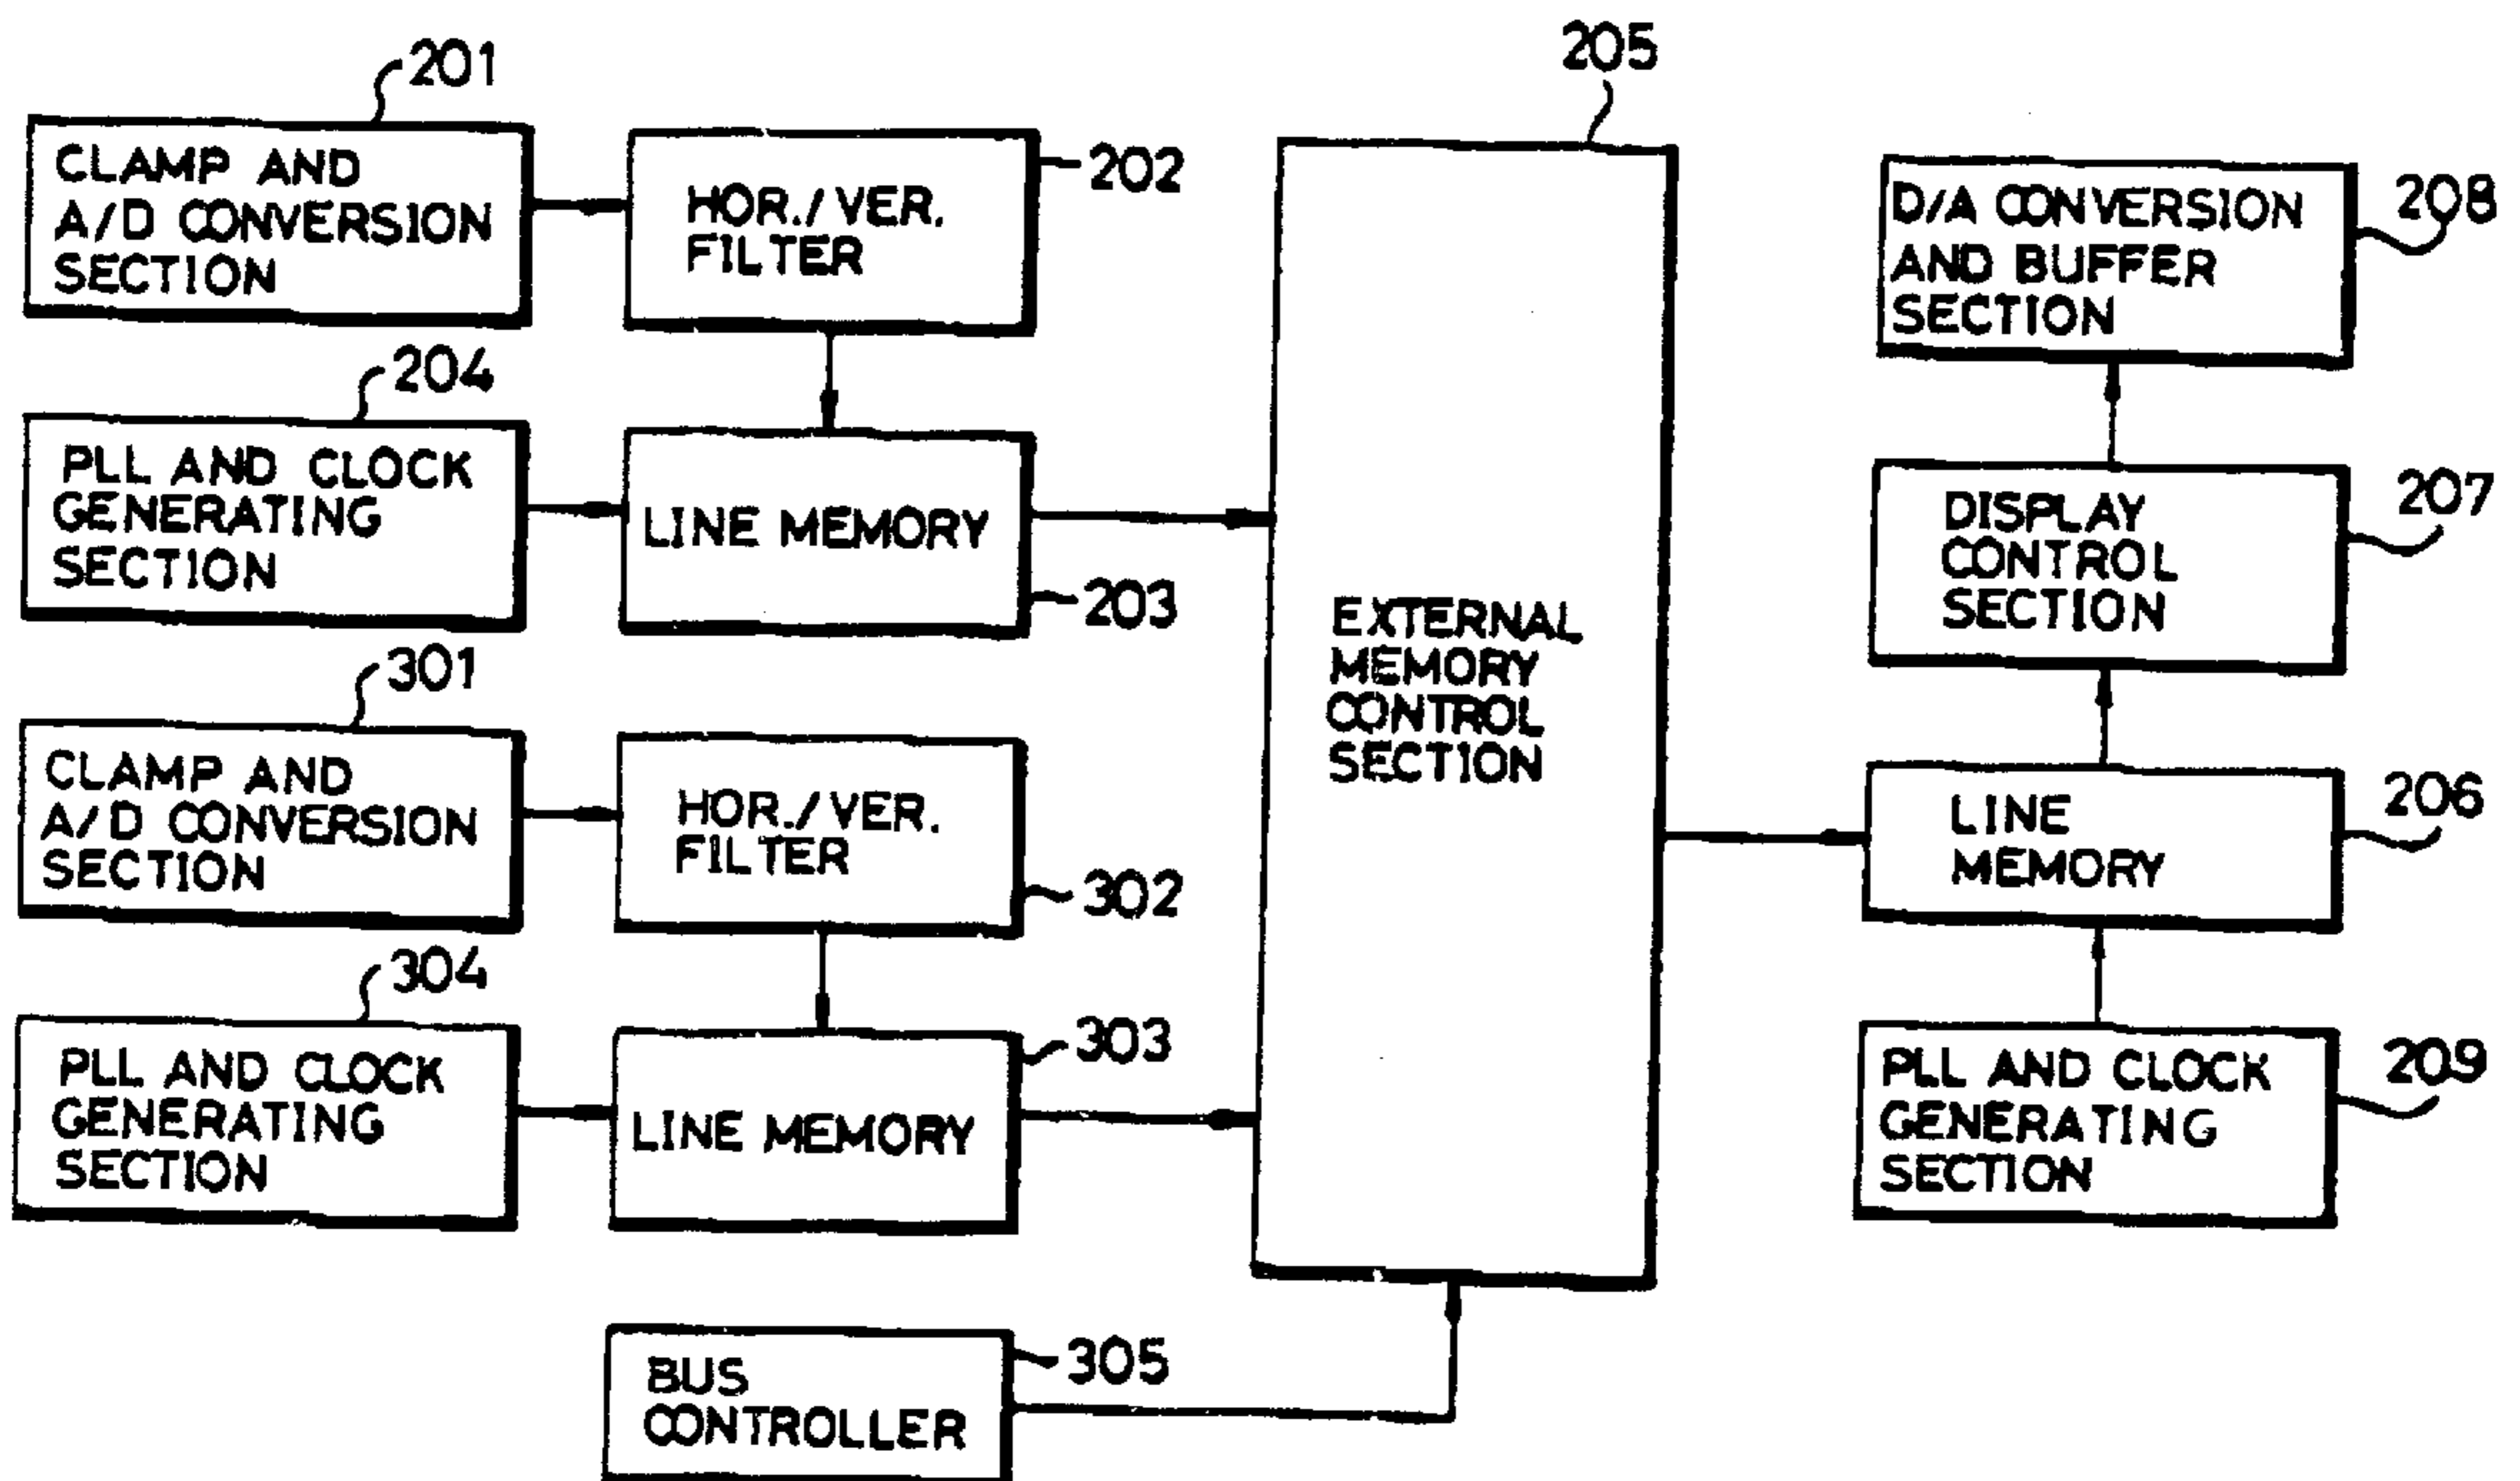 201
CLAMP AND
A/D CONVERSION
SECTION
HOR./VER.
FILTER
202
204
PLL AND CLOCK
GENERATING
SECTION
LINE MEMORY
203
301
CLAMP AND
A/D CONVERSION
SECTION
HOR./VER.
FILTER
302
304
PLL AND CLOCK
GENERATING
SECTION
303
LINE MEMORY
BUS
CONTROLLER
305
205
EXTERNAL
MEMORY
CONTROL
SECTION
D/A CONVERSION
AND BUFFER
SECTION
208
DISPLAY
CONTROL
SECTION
207
LINE
MEMORY
206
PLL AND CLOCK
GENERATING
SECTION
209